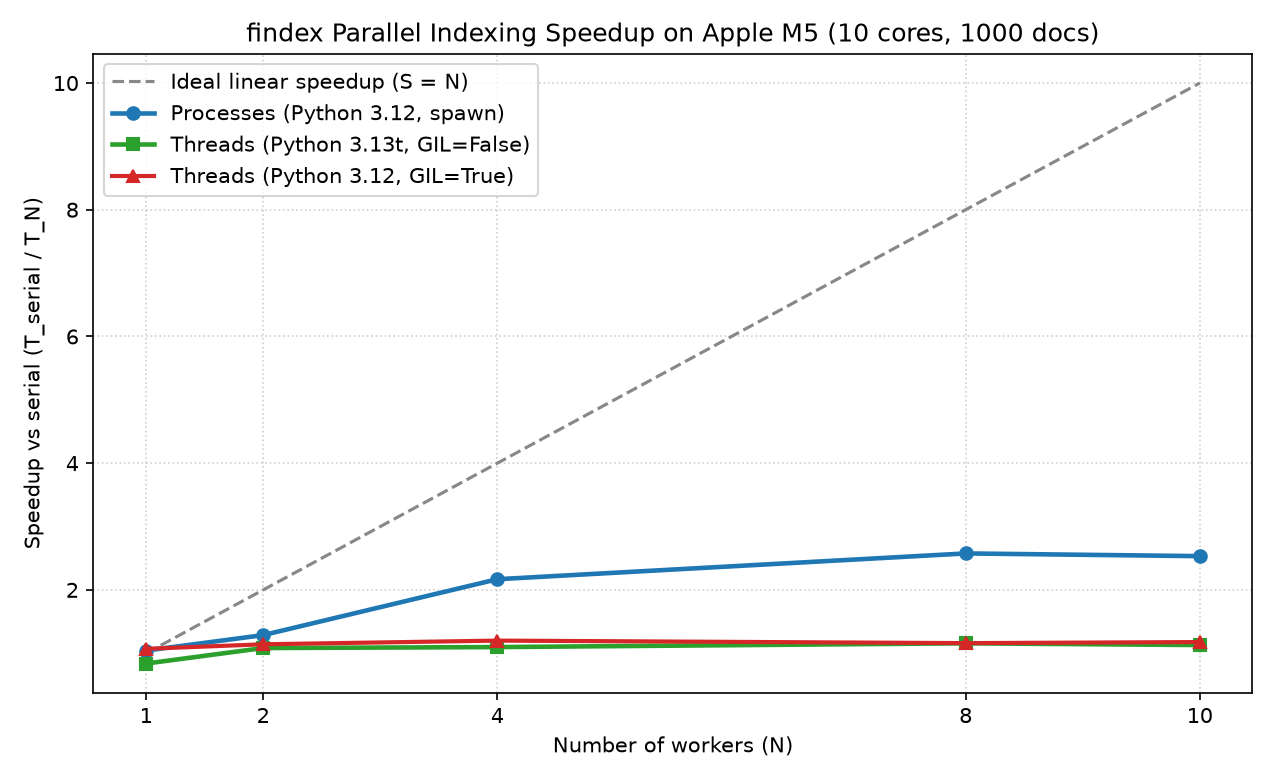 findex Parallel Indexing Speedup on Apple M5 (10 cores, 1000 docs)
Ideal linear speedup (S = N)
Processes (Python 3.12, spawn)
Threads (Python 3.13t, GIL=False)
Threads (Python 3.12, GIL=True)
Speedup vs serial (T_serial / T_N)
10
8
6
4
2
1 2 4 8 10
Number of workers (N)